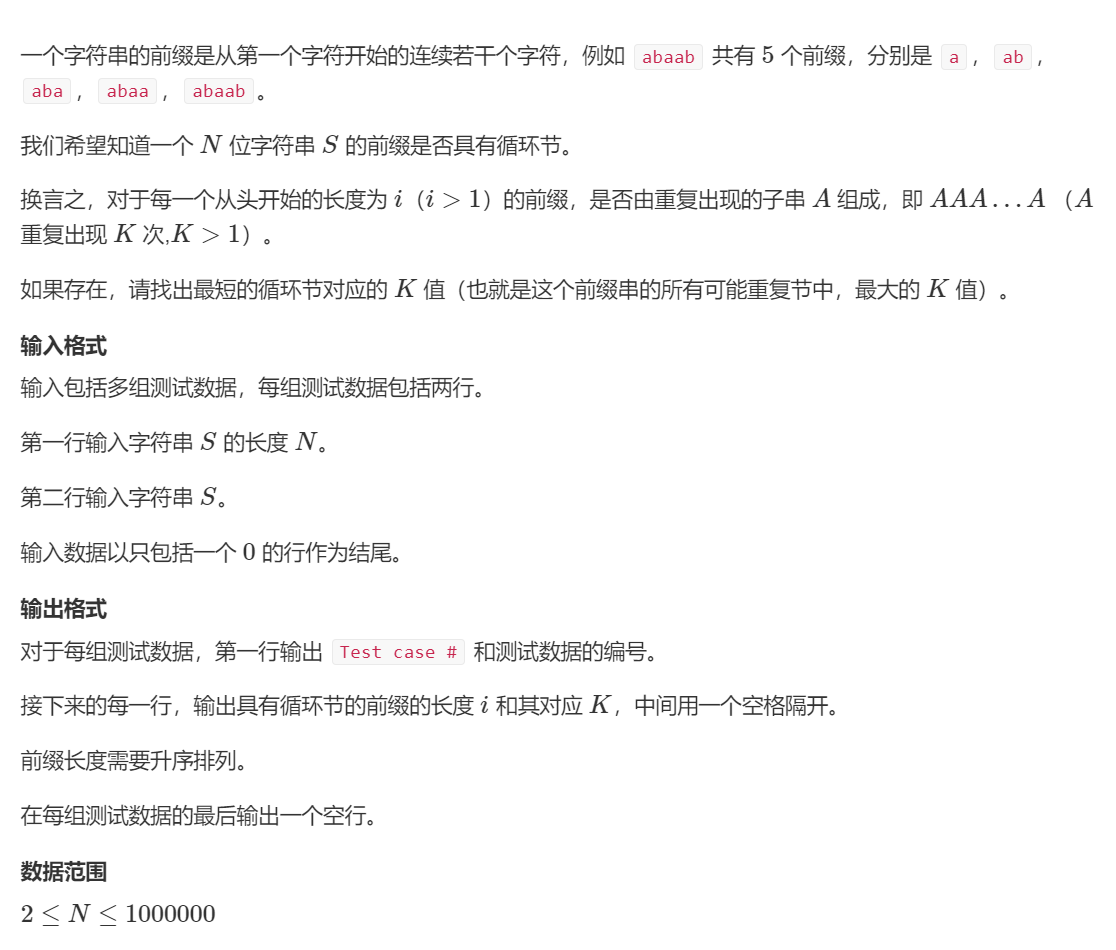 一个字符串的前缀是从第一个字符开始的连续若干个字符，例如 abaab 共有 5 个前缀，分别是 a， ab，
aba， abaa， abaab。
我们希望知道一个 N 位字符串 S 的前缀是否具有循环节。
换言之，对于每一个从头开始的长度为 i（i > 1）的前缀，是否由重复出现的子串 A 组成，即 AAA…A （A
重复出现 K 次,K > 1）。
如果存在，请找出最短的循环节对应的 K 值（也就是这个前缀串的所有可能重复节中，最大的 K 值）。
输入格式
输入包括多组测试数据，每组测试数据包括两行。
第一行输入字符串 S 的长度 N。
第二行输入字符串 S。
输入数据以只包括一个 0 的行作为结尾。
输出格式
对于每组测试数据，第一行输出 Test case # 和测试数据的编号。
接下来的每一行，输出具有循环节的前缀的长度 i 和其对应 K，中间用一个空格隔开。
前缀长度需要升序排列。
在每组测试数据的最后输出一个空行。
数据范围
2 ≤ N ≤ 1000000